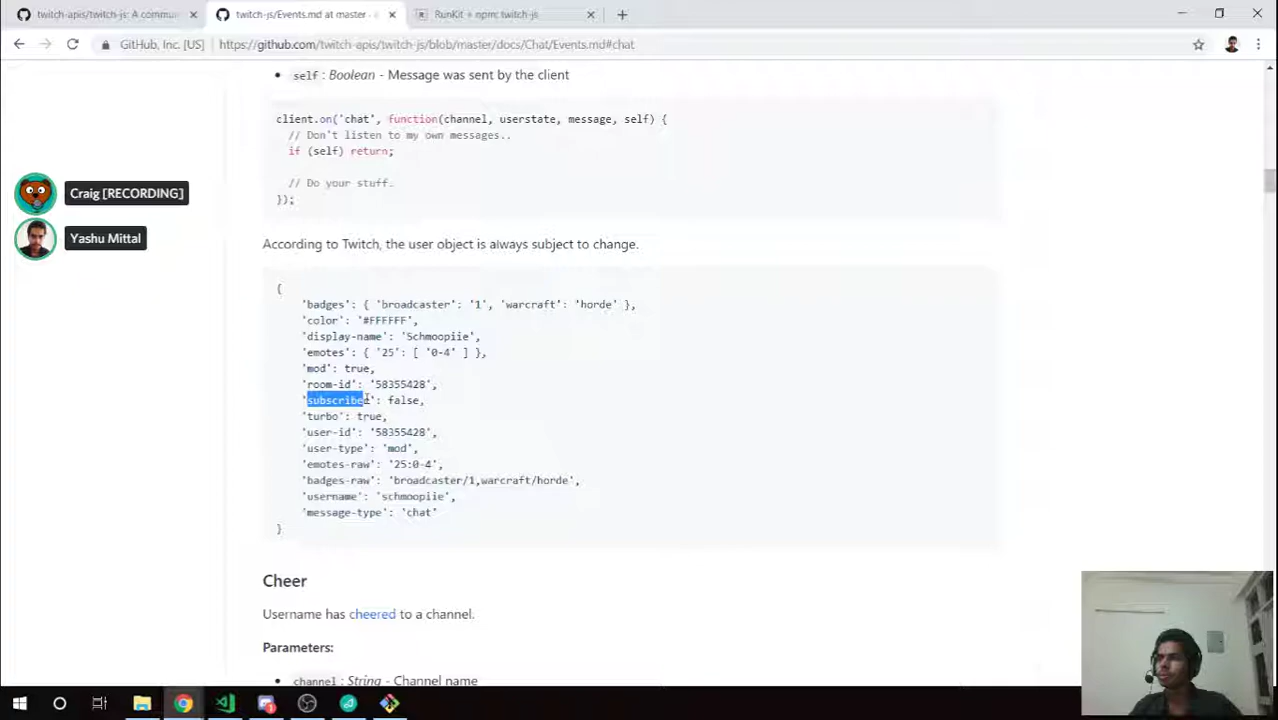 twitch-apis/twitch-js: A commun
twitch-js/Events.md at master ·
RunKit + npm: twitch-js
GitHub, Inc. [US]
https://github.com/twitch-apis/twitch-js/blob/master/docs/Chat/Events.md#chat
self : Boolean - Message was sent by the client
client.on('chat', function(channel, userstate, message, self) {
// Don't listen to my own messages..
if (self) return;
// Do your stuff.
});
Craig [RECORDING]
Yashu Mittal
According to Twitch, the user object is always subject to change.
{
'badges': { 'broadcaster': '1', 'warcraft': 'horde' },
'color': '#FFFFFF',
'display-name': 'Schmoopiie',
'emotes': { '25': [ '0-4' ] },
'mod': true,
'room-id': '58355428',
'subscriber': false,
'turbo': true,
'user-id': '58355428',
'user-type': 'mod',
'emotes-raw': '25:0-4',
'badges-raw': 'broadcaster/1,warcraft/horde',
'username': 'schmoopiie',
'message-type': 'chat'
}
Cheer
Username has cheered to a channel.
Parameters:
channel: String - Channel name